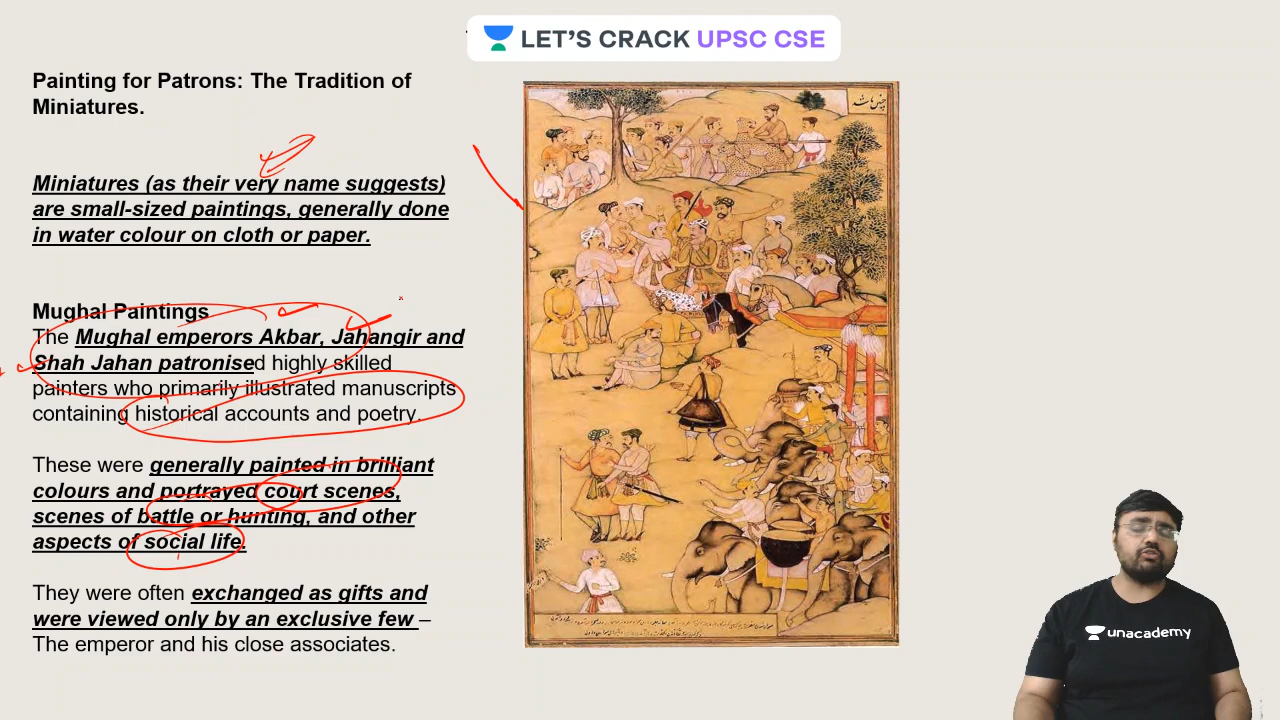 LET'S CRACK UPSC CSE
Painting for Patrons: The Tradition of
Miniatures.
Miniatures (as their very name suggests)
are small-sized paintings, generally done
in water colour on cloth or paper.
Mughal Paintings
The Mughal emperors Akbar, Jahangir and
Shah Jahan patronised highly skilled
painters who primarily illustrated manuscripts
containing historical accounts and poetry.
These were generally painted in brilliant
colours and portrayed court scenes,
scenes of battle or hunting, and other
aspects of social life.
They were often exchanged as gifts and
were viewed only by an exclusive few –
The emperor and his close associates.
unacademy